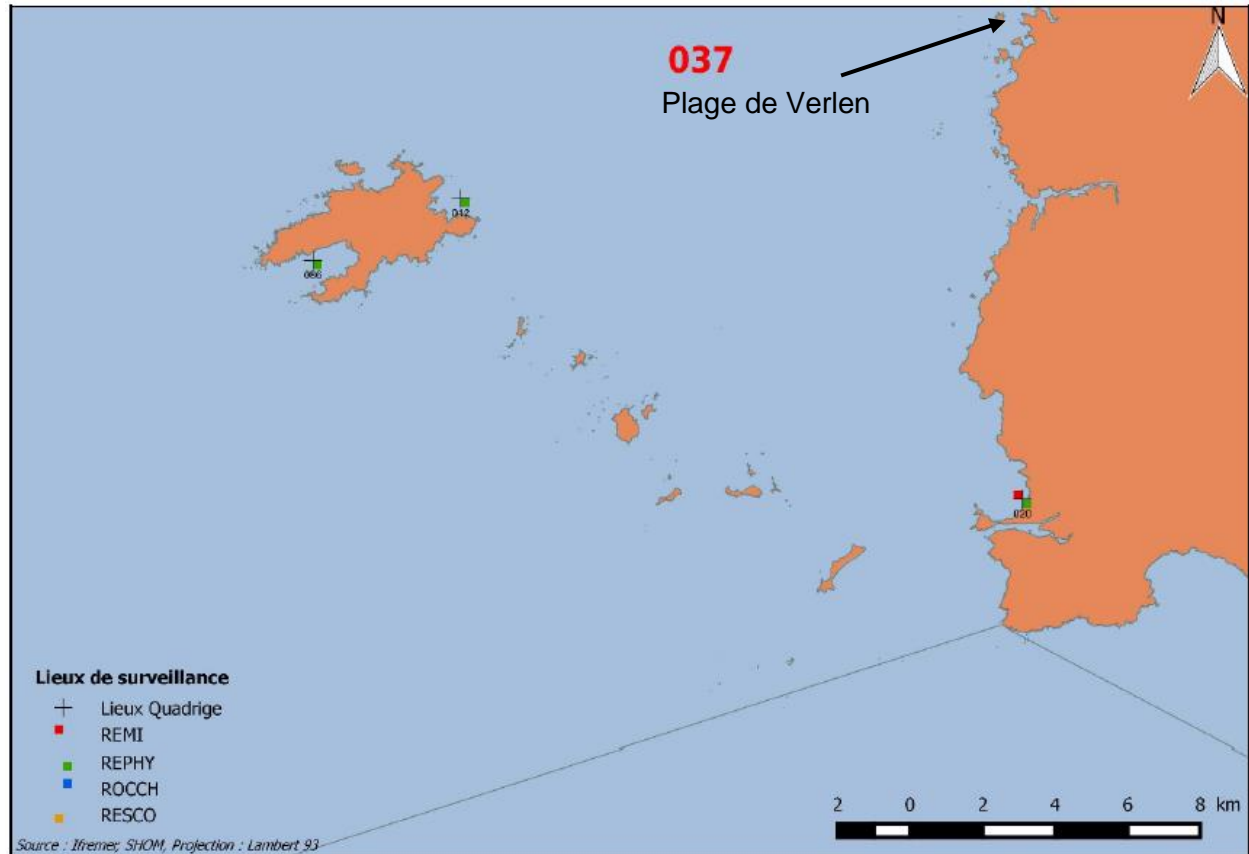 N
037
Plage de Verlen
042
086
020
Lieux de surveillance
Lieux Quadrige
REMI
REPHY
ROCCH
RESCO
2 0 2 4 6 8 km
Source : Ifremer, SHOM, Projection : Lambert 93